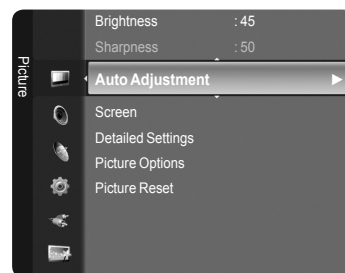 Picture
Brightness : 45
Sharpness : 50
Auto Adjustment
Screen
Detailed Settings
Picture Options
Picture Reset